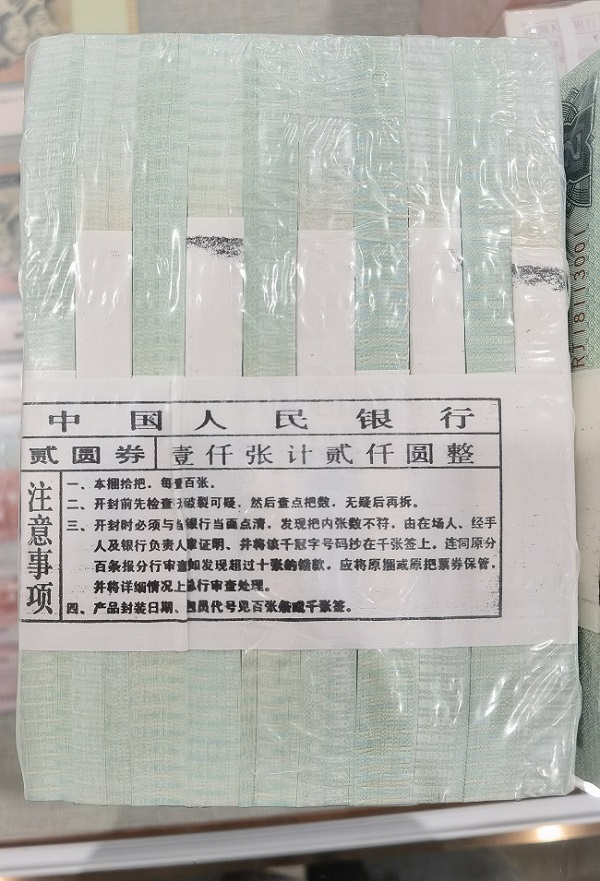 中国人民银行
贰圆券 壹仟张计贰仟圆整
注意事项
一、本捆拾把,每百张。
二、开封前先检查破裂可疑,然后查点把数,无疑后再拆。
三、开封时必须与当银行当面点清,发现把内张数不符,由在场人、经手
人及银行负责人章证明、并将该千冠字号码纱在千张签上,连同原分
百条报分行审查如发现超过十张的错款,应将原捆或原把票券保管,
并将详细情况上总行审查处理。
四、产品封装日期、员代号见百张条或千张签。
RJ18113001